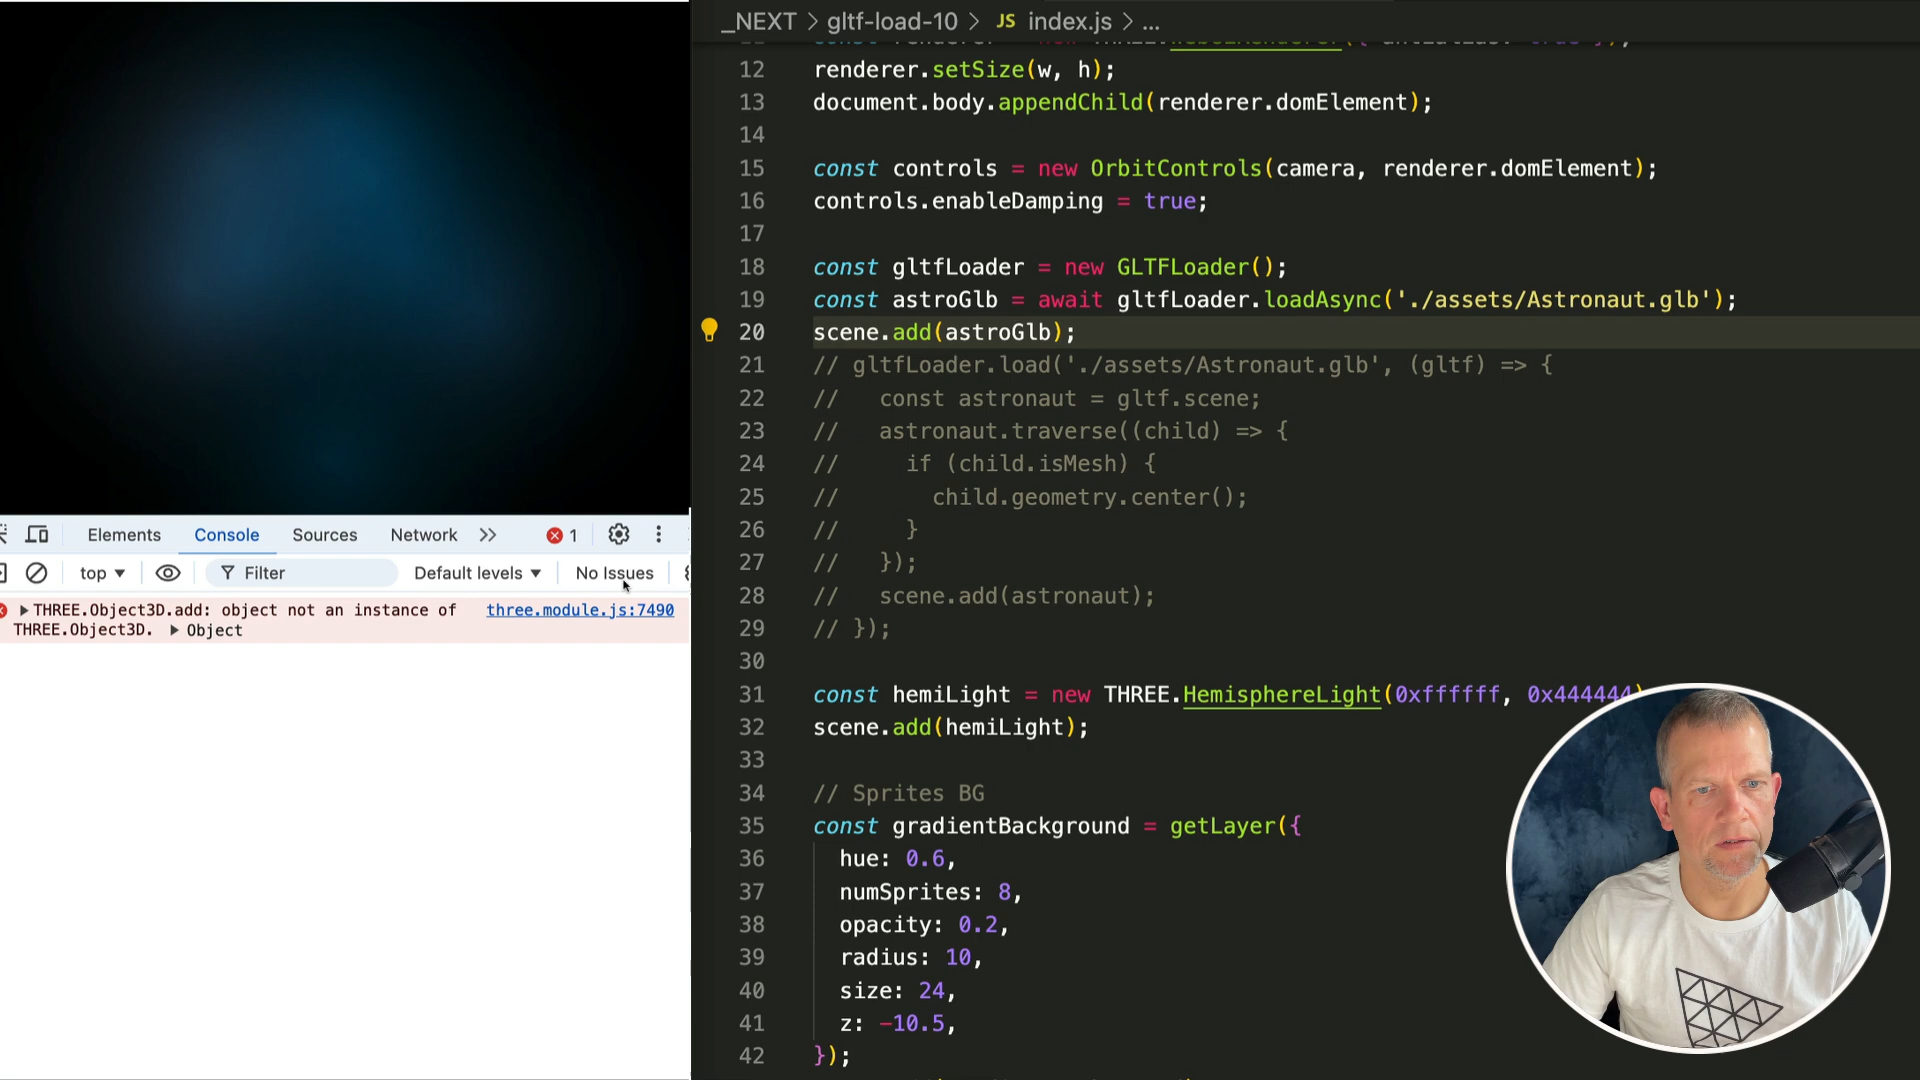 _NEXT > gltf-load-10 > JS index.js > ...
12 renderer.setSize(w, h);
13 document.body.appendChild(renderer.domElement);
14
15 const controls = new OrbitControls(camera, renderer.domElement);
16 controls.enableDamping = true;
17
18 const gltfLoader = new GLTFLoader();
19 const astroGlb = await gltfLoader.loadAsync('./assets/Astronaut.glb');
20 scene.add(astroGlb);
21 // gltfLoader.load('./assets/Astronaut.glb', (gltf) => {
22 //   const astronaut = gltf.scene;
23 //   astronaut.traverse((child) => {
24 //     if (child.isMesh) {
25 //       child.geometry.center();
26 //     }
27 //   });
28 //   scene.add(astronaut);
29 // });
30
31 const hemiLight = new THREE.HemisphereLight(0xffffff, 0x444444)
32 scene.add(hemiLight);
33
34 // Sprites BG
35 const gradientBackground = getLayer({
36   hue: 0.6,
37   numSprites: 8,
38   opacity: 0.2,
39   radius: 10,
40   size: 24,
41   z: -10.5,
42 });
Elements Console Sources Network 1
top Filter Default levels No Issues
THREE.Object3D.add: object not an instance of three.module.js:7490
THREE.Object3D. Object